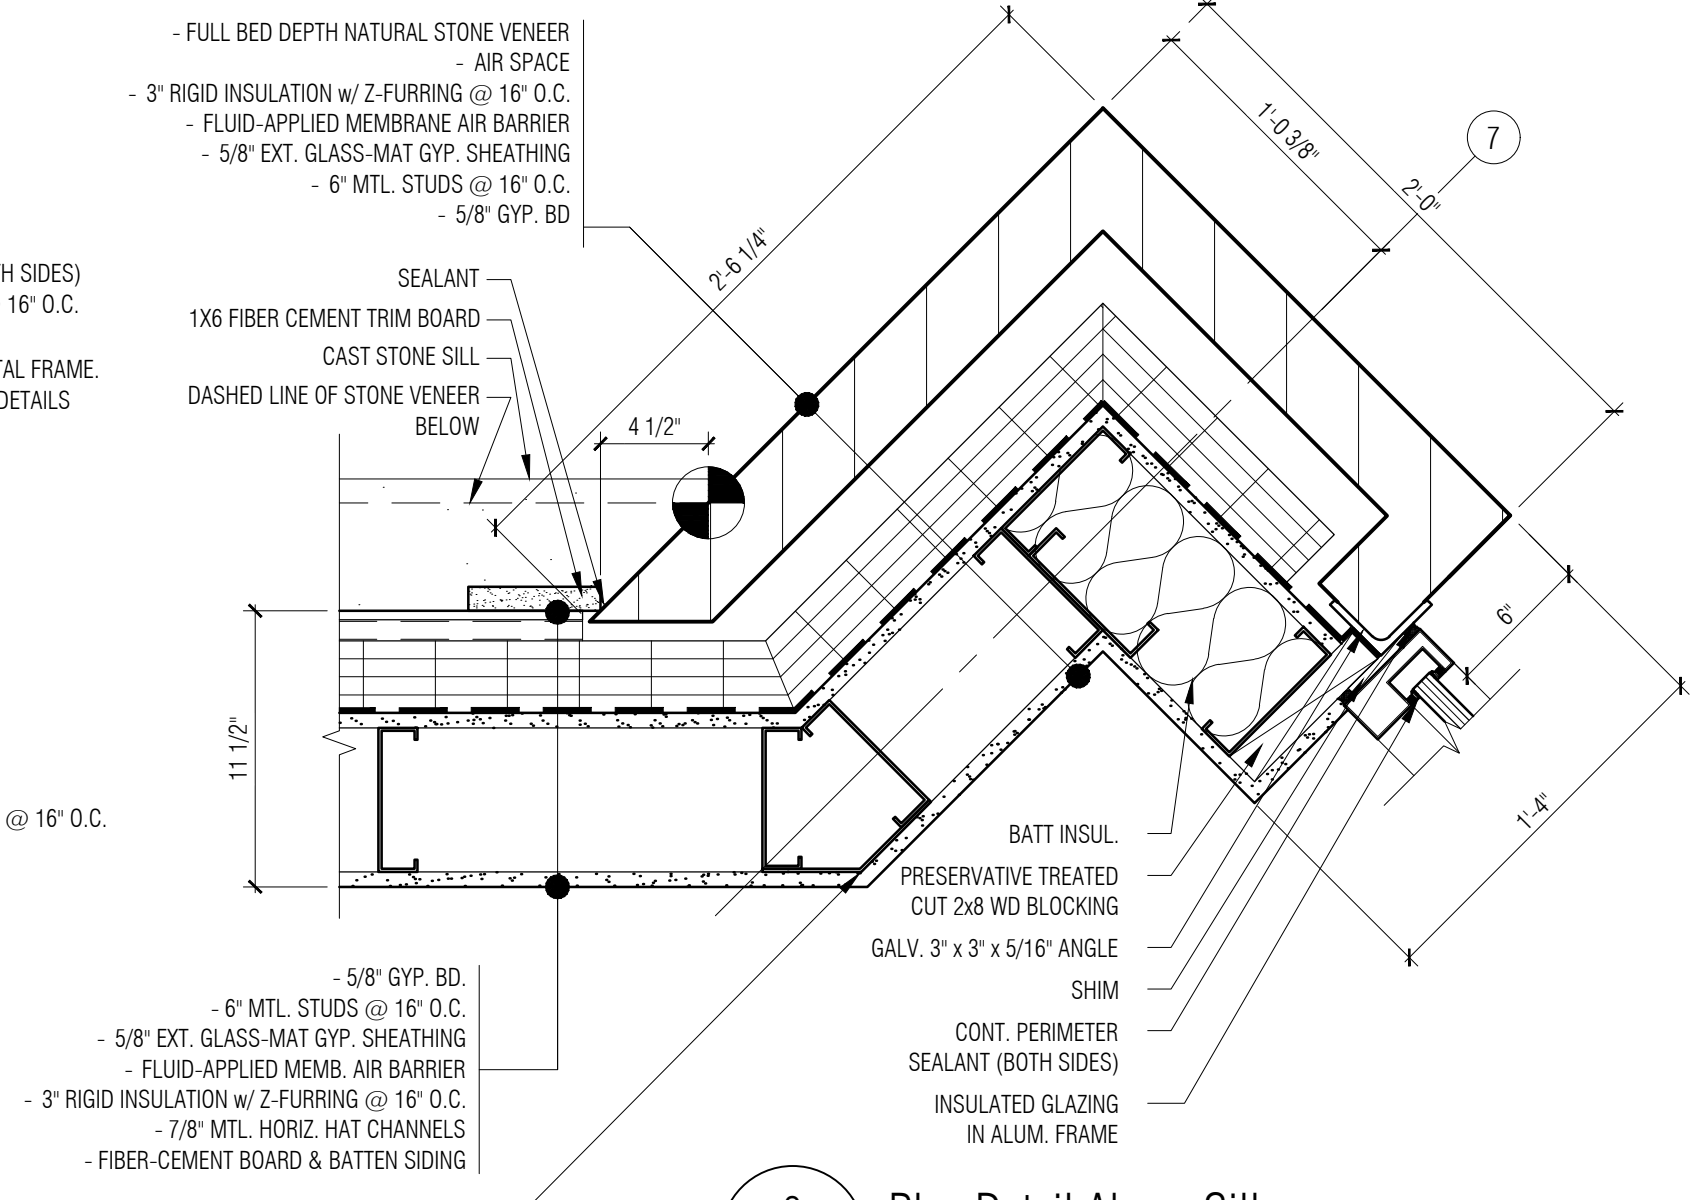 - FULL BED DEPTH NATURAL STONE VENEER
- AIR SPACE
- 3" RIGID INSULATION w/ Z-FURRING @ 16" O.C.
- FLUID-APPLIED MEMBRANE AIR BARRIER
- 5/8" EXT. GLASS-MAT GYP. SHEATHING
- 6" MTL. STUDS @ 16" O.C.
- 5/8" GYP. BD
SIDES)
16" O.C.
FRAME.
DETAILS
@ 16" O.C.
SEALANT
1X6 FIBER CEMENT TRIM BOARD
CAST STONE SILL
DASHED LINE OF STONE VENEER
BELOW
4 1/2"
2'-6 1/4"
1'-0 3/8"
2'-0"
7
6"
1'-4"
11 1/2"
BATT INSUL.
PRESERVATIVE TREATED
CUT 2x8 WD BLOCKING
GALV. 3" x 3" x 5/16" ANGLE
SHIM
CONT. PERIMETER
SEALANT (BOTH SIDES)
INSULATED GLAZING
IN ALUM. FRAME
- 5/8" GYP. BD.
- 6" MTL. STUDS @ 16" O.C.
- 5/8" EXT. GLASS-MAT GYP. SHEATHING
- FLUID-APPLIED MEMB. AIR BARRIER
- 3" RIGID INSULATION w/ Z-FURRING @ 16" O.C.
- 7/8" MTL. HORIZ. HAT CHANNELS
- FIBER-CEMENT BOARD & BATTEN SIDING
Plan Detail Above Sill